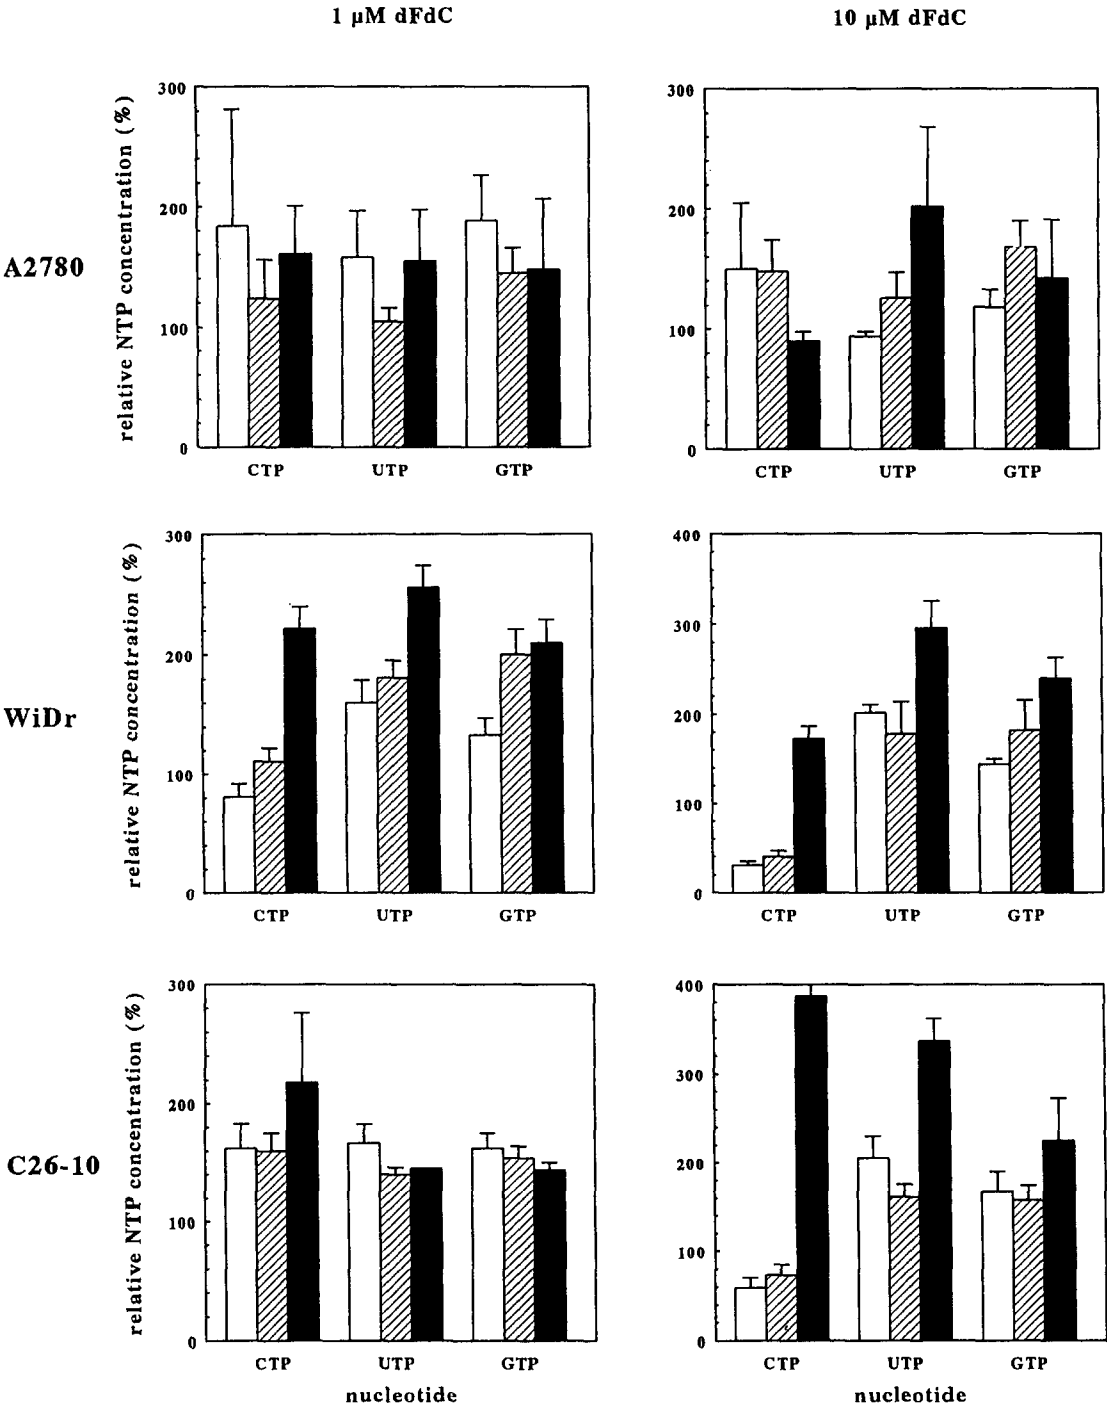 1 µM dFdC
10 µM dFdC
A2780
relative NTP concentration (%)
300
200
100
0
CTP UTP GTP
300
200
100
0
CTP UTP GTP
WiDr
relative NTP concentration (%)
300
200
100
0
CTP UTP GTP
400
300
200
100
0
CTP UTP GTP
C26-10
relative NTP concentration (%)
300
200
100
0
CTP UTP GTP
nucleotide
400
300
200
100
0
CTP UTP GTP
nucleotide